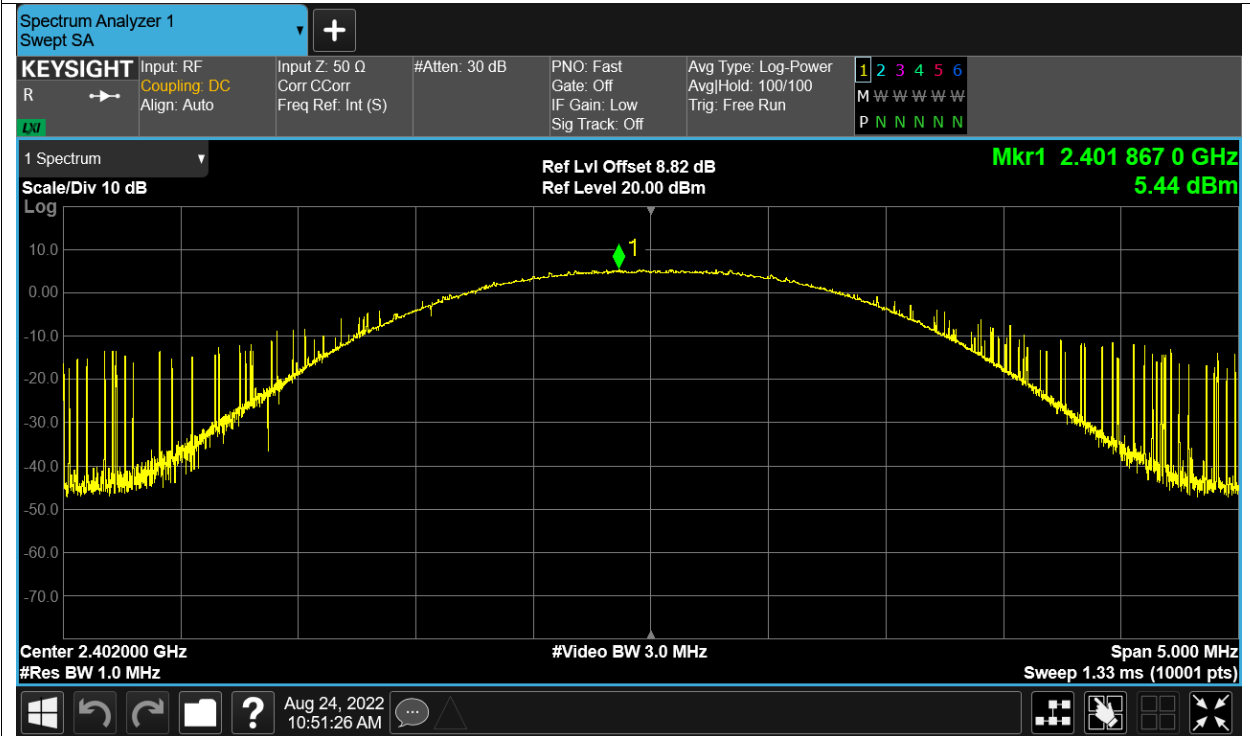 Spectrum Analyzer 1
Swept SA
+
KEYSIGHT
R
LXI
Input: RF
Coupling: DC
Align: Auto
Input Z: 50 Ω
Corr CCorr
Freq Ref: Int (S)
#Atten: 30 dB
PNO: Fast
Gate: Off
IF Gain: Low
Sig Track: Off
Avg Type: Log-Power
Avg|Hold: 100/100
Trig: Free Run
1 2 3 4 5 6
M W W W W W
P N N N N N
1 Spectrum
Scale/Div 10 dB
Log
Ref Lvl Offset 8.82 dB
Ref Level 20.00 dBm
Mkr1 2.401 867 0 GHz
5.44 dBm
1
10.0
0.00
-10.0
-20.0
-30.0
-40.0
-50.0
-60.0
-70.0
Center 2.402000 GHz
#Res BW 1.0 MHz
#Video BW 3.0 MHz
Span 5.000 MHz
Sweep 1.33 ms (10001 pts)
?
Aug 24, 2022
10:51:26 AM